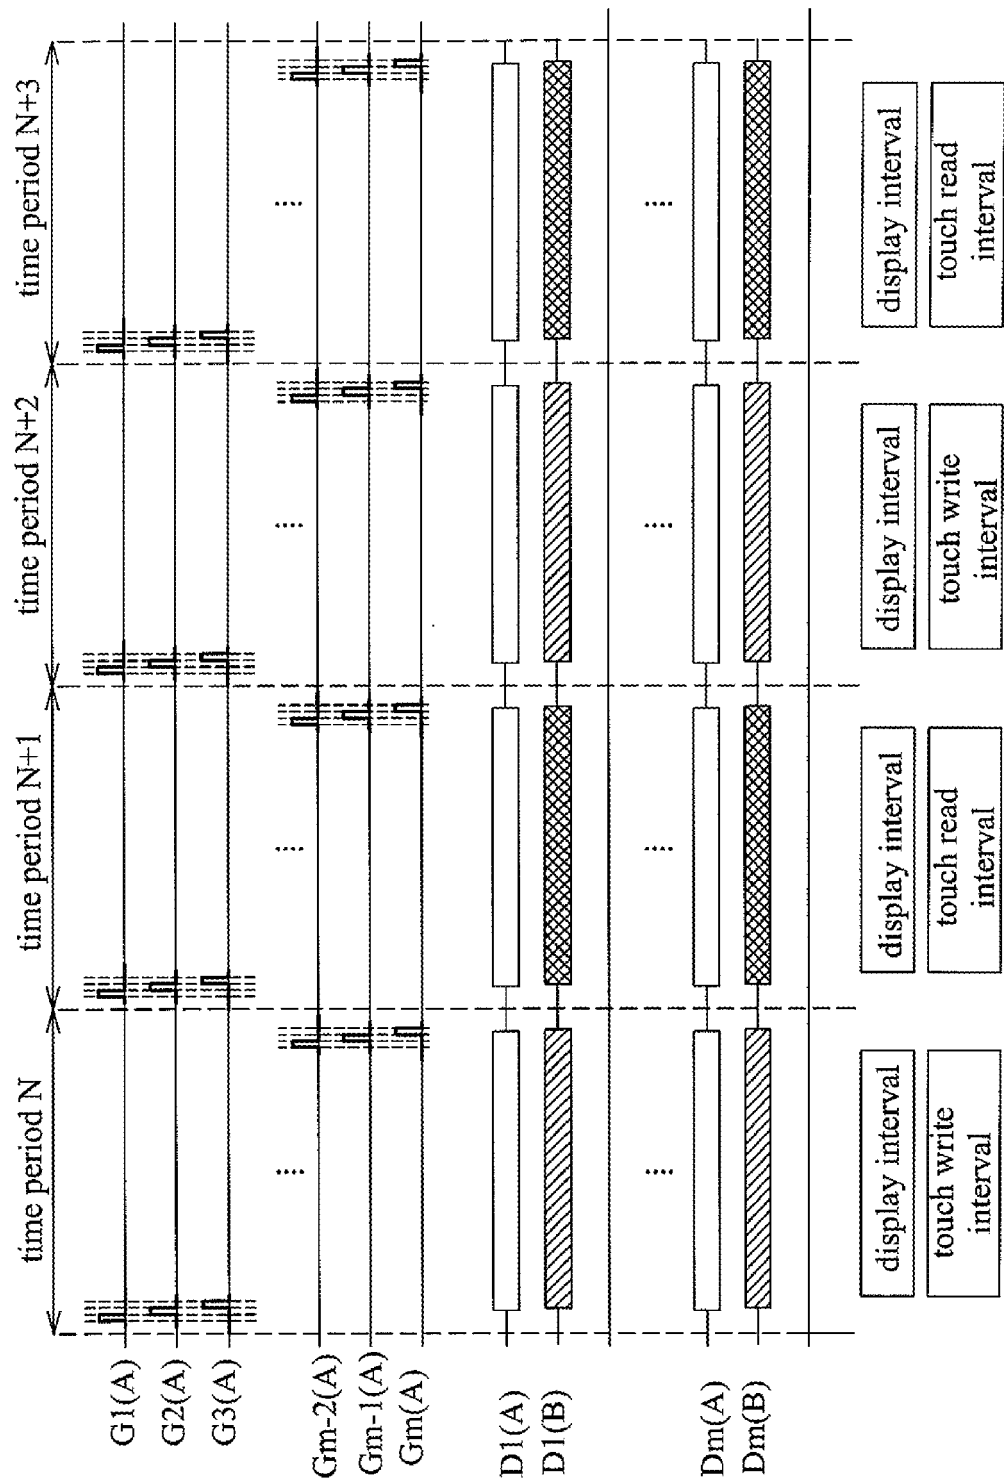 time period N
time period N+1
time period N+2
time period N+3
G1(A)
G2(A)
G3(A)
....
....
....
....
Gm-2(A)
Gm-1(A)
Gm(A)
D1(A)
D1(B)
....
....
....
....
Dm(A)
Dm(B)
display interval
display interval
display interval
display interval
touch write
interval
touch read
interval
touch write
interval
touch read
interval